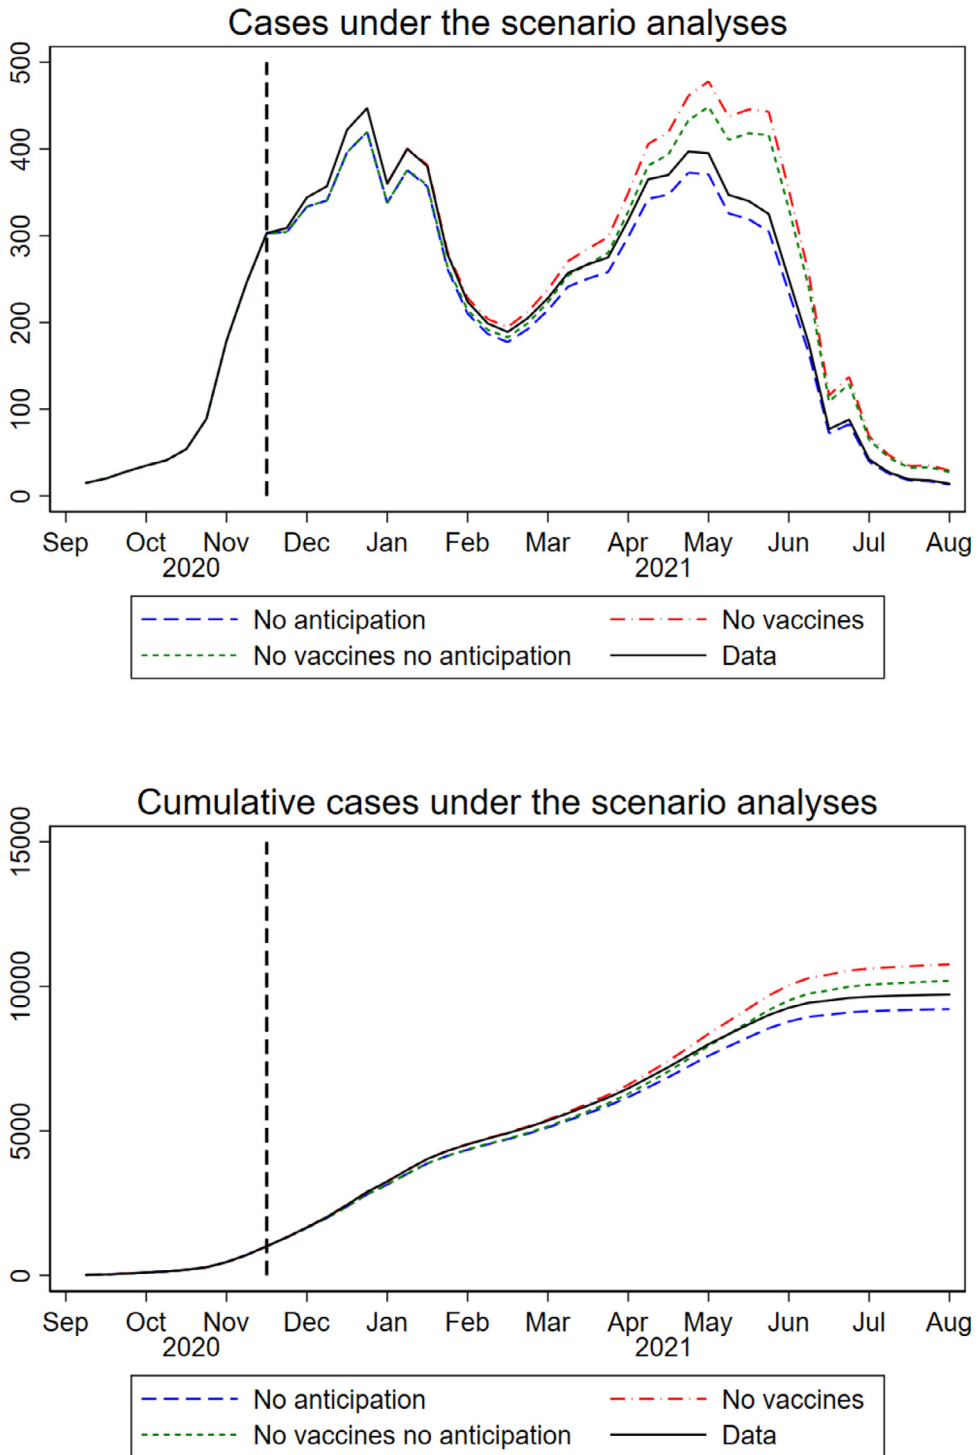 Cases under the scenario analyses
500
400
300
200
100
0
Sep Oct Nov Dec Jan Feb Mar Apr May Jun Jul Aug
2020 2021
No anticipation No vaccines
No vaccines no anticipation Data
Cumulative cases under the scenario analyses
15000
10000
5000
0
Sep Oct Nov Dec Jan Feb Mar Apr May Jun Jul Aug
2020 2021
No anticipation No vaccines
No vaccines no anticipation Data